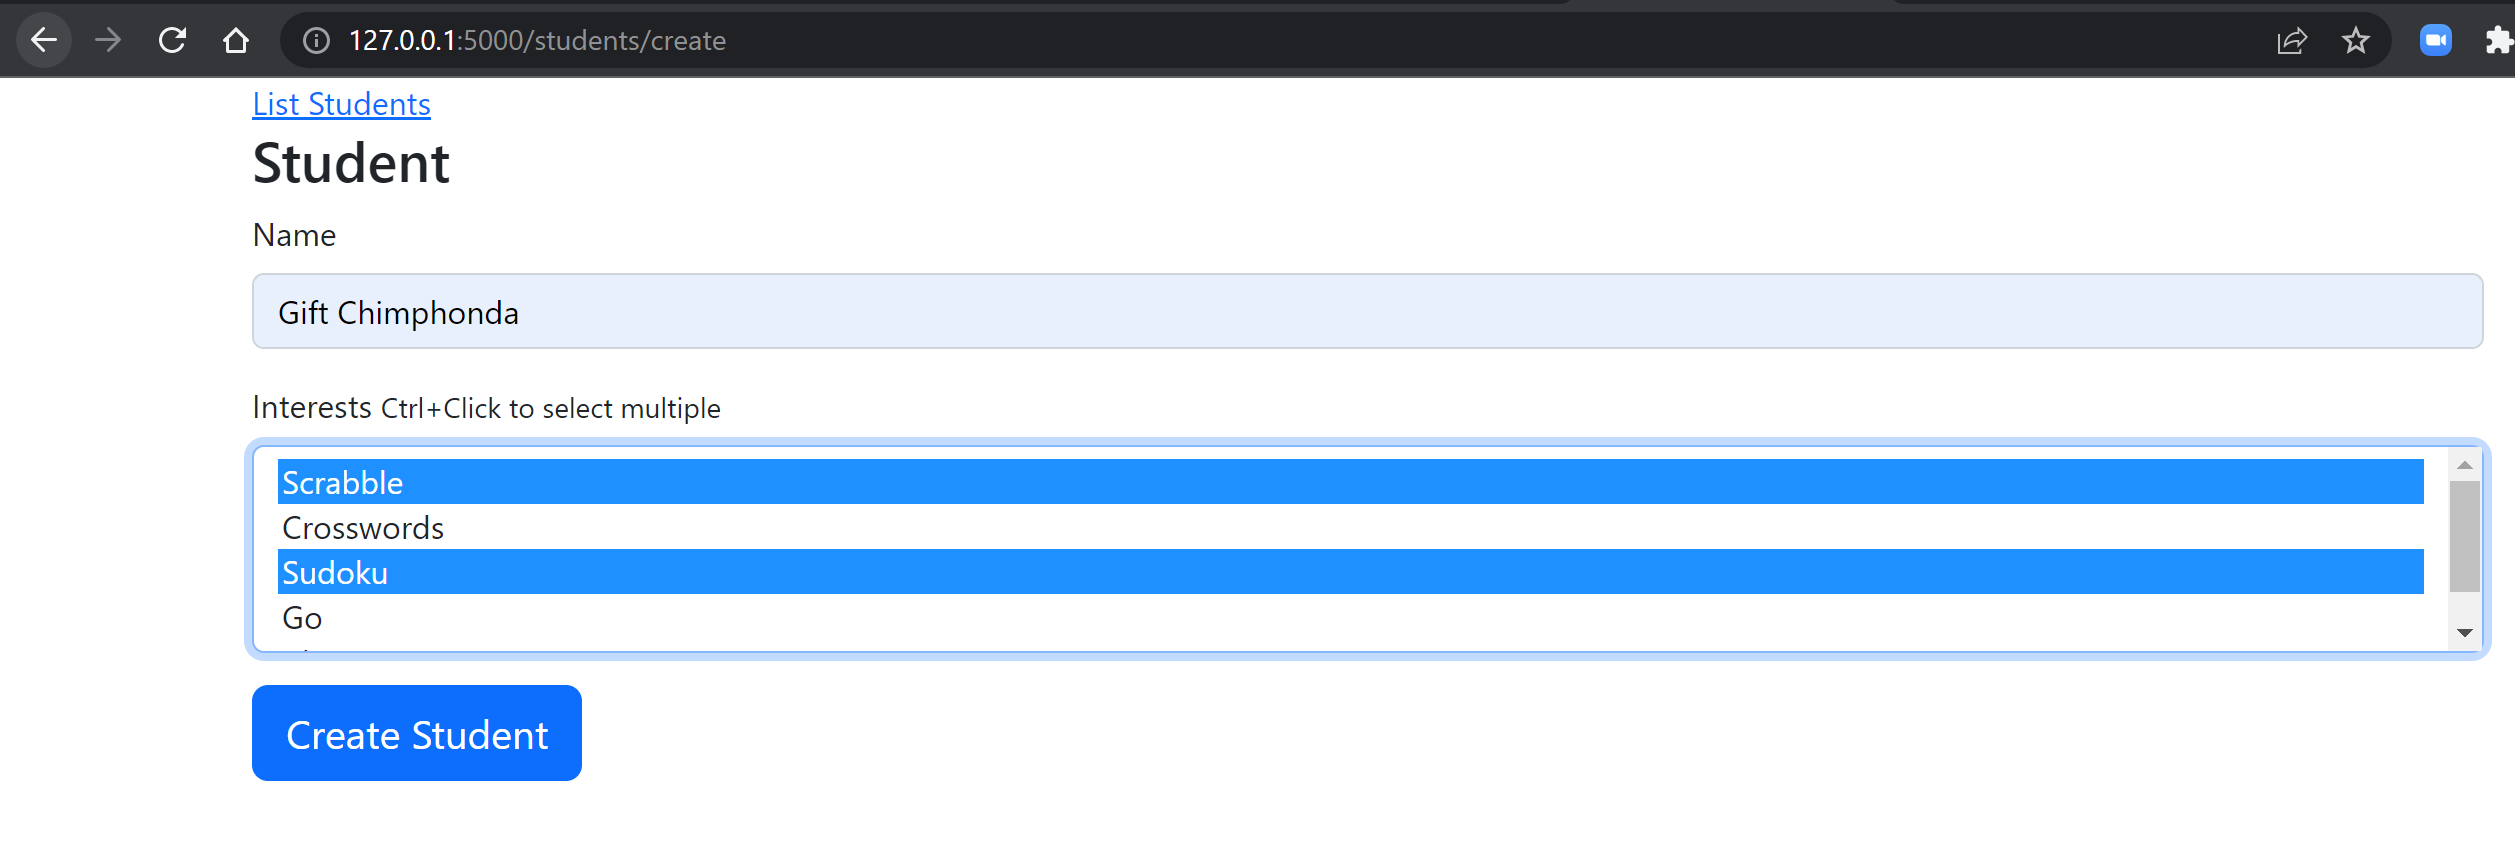 127.0.0.1:5000/students/create
List Students
Student
Name
Gift Chimphonda
Interests Ctrl+Click to select multiple
Scrabble
Crosswords
Sudoku
Go
Create Student